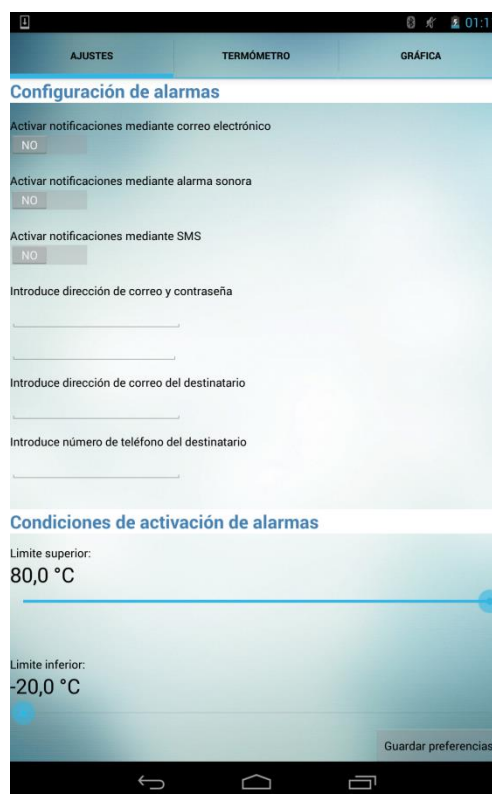 01:1
AJUSTES
TERMÓMETRO
GRÁFICA
Configuración de alarmas
Activar notificaciones mediante correo electrónico
NO
Activar notificaciones mediante alarma sonora
NO
Activar notificaciones mediante SMS
NO
Introduce dirección de correo y contraseña
Introduce dirección de correo del destinatario
Introduce número de teléfono del destinatario
Condiciones de activación de alarmas
Limite superior:
80,0 °C
Limite inferior:
-20,0 °C
Guardar preferencias